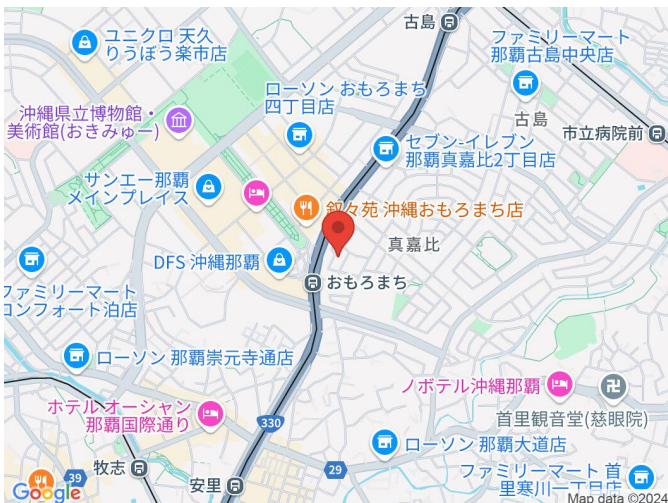 古島
ユニクロ 天久
りうぼう楽市店
ファミリーマート
那覇古島中央店
ローソン おもろまち
四丁目店
沖縄県立博物館・
美術館(おきみゅー)
古島
市立病院前
セブン-イレブン
那覇真嘉比2丁目店
サンエー那覇
メインプレイス
叙々苑 沖縄おもろまち店
真嘉比
DFS 沖縄那覇
おもろまち
ファミリーマート
コンフォート泊店
ローソン 那覇崇元寺通店
ノボテル沖縄那覇
首里観音堂(慈眼院)
ホテル オーシャン
那覇国際通り
330
ローソン 那覇大道店
29
牧志
39
安里
ファミリーマート 首
里寒川一丁目店
Google
Map data ©2024